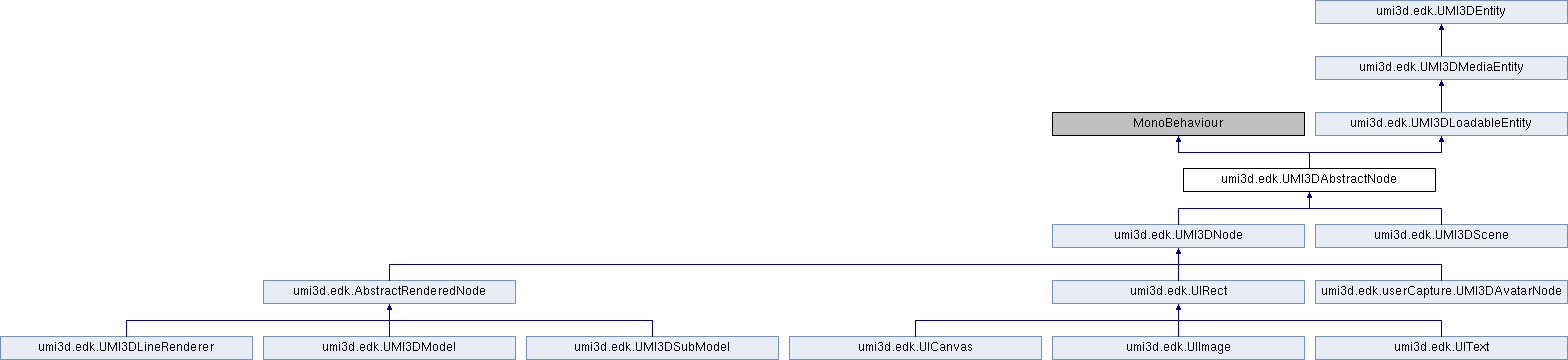 umi3d.edk.UMI3DEntity
umi3d.edk.UMI3DMediaEntity
MonoBehaviour
umi3d.edk.UMI3DLoadableEntity
umi3d.edk.UMI3DAbstractNode
umi3d.edk.UMI3DNode
umi3d.edk.UMI3DScene
umi3d.edk.AbstractRenderedNode
umi3d.edk.UIRect
umi3d.edk.userCapture.UMI3DAvatarNode
umi3d.edk.UMI3DLineRenderer
umi3d.edk.UMI3DModel
umi3d.edk.UMI3DSubModel
umi3d.edk.UICanvas
umi3d.edk.UIImage
umi3d.edk.UIText